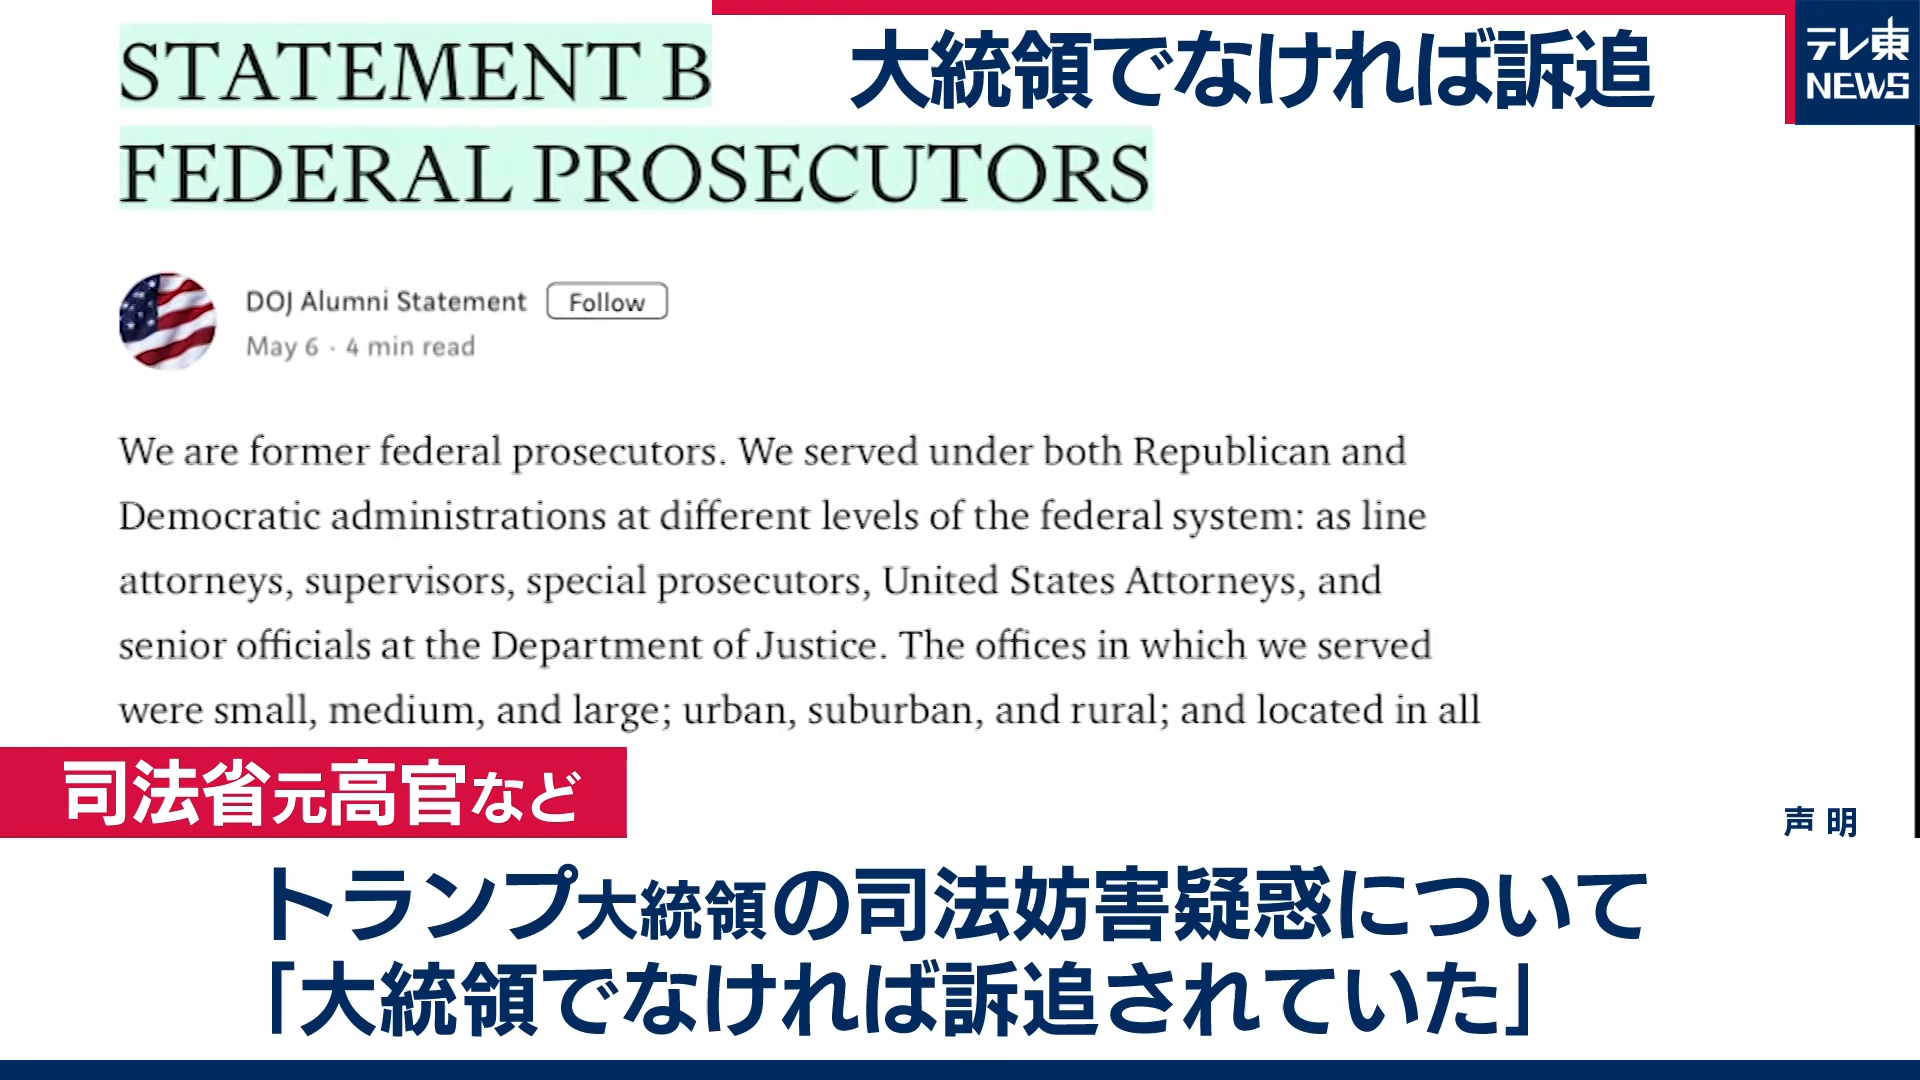 STATEMENT B
大統領でなければ訴追
テレ東
NEWS
FEDERAL PROSECUTORS
DOJ Alumni Statement Follow
May 6 · 4 min read
We are former federal prosecutors. We served under both Republican and
Democratic administrations at different levels of the federal system: as line
attorneys, supervisors, special prosecutors, United States Attorneys, and
senior officials at the Department of Justice. The offices in which we served
were small, medium, and large; urban, suburban, and rural; and located in all
司法省元高官など
声明
トランプ大統領の司法妨害疑惑について
「大統領でなければ訴追されていた」